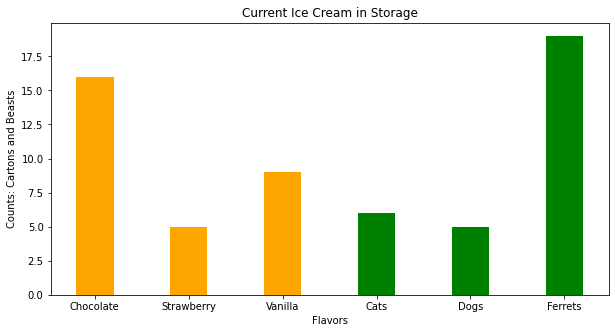 Current Ice Cream in Storage
Counts: Cartons and Beasts
17.5
15.0
12.5
10.0
7.5
5.0
2.5
0.0
Chocolate Strawberry Vanilla Cats Dogs Ferrets
Flavors